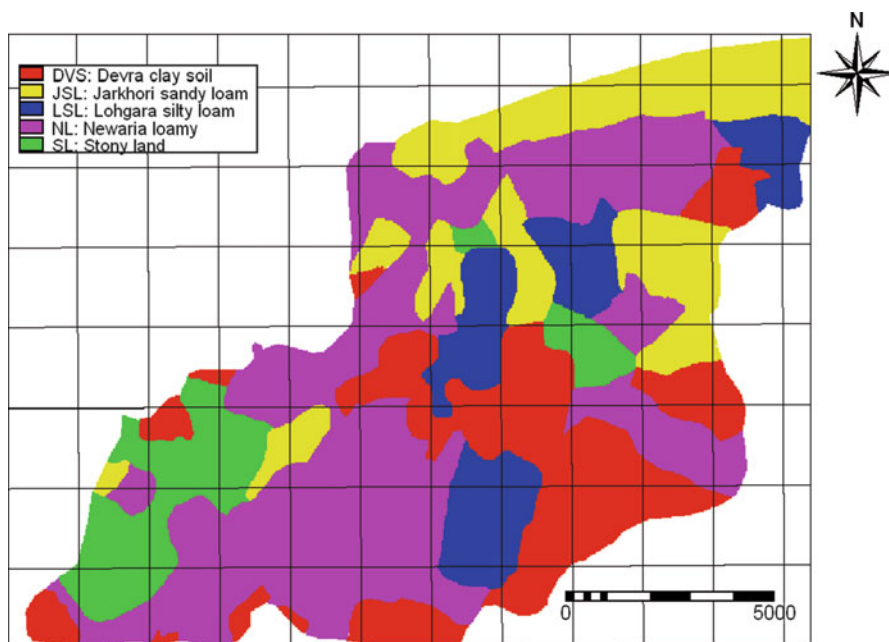 N
DVS: Devra clay soil
JSL: Jarkhori sandy loam
LSL: Lohgara silty loam
NL: Newaria loamy
SL: Stony land
0 5000